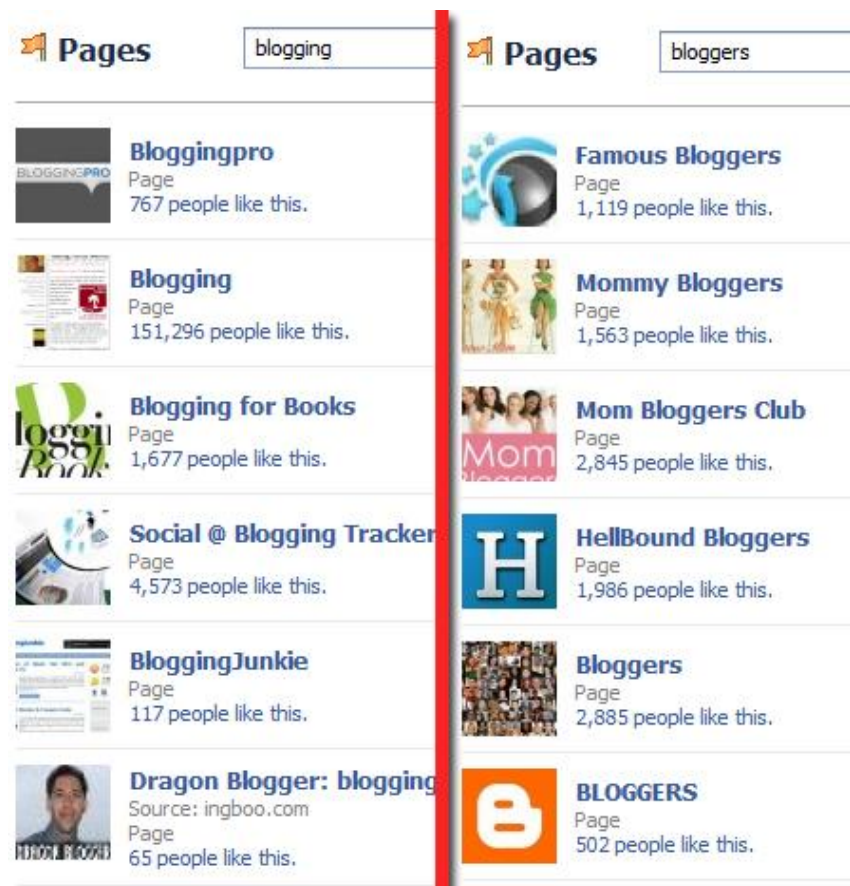 Pages
blogging
BLOGGINGPRO
Bloggingpro
Page
767 people like this.
Blogging
Page
151,296 people like this.
Blogging for Books
Page
1,677 people like this.
Social @ Blogging Tracker
Page
4,573 people like this.
BloggingJunkie
Page
117 people like this.
Dragon Blogger: blogging
Source: ingboo.com
Page
65 people like this.
Pages
bloggers
Famous Bloggers
Page
1,119 people like this.
Mommy Bloggers
Page
1,563 people like this.
Mom
Mom Bloggers Club
Page
2,845 people like this.
H
HellBound Bloggers
Page
1,986 people like this.
Bloggers
Page
2,885 people like this.
BLOGGERS
Page
502 people like this.